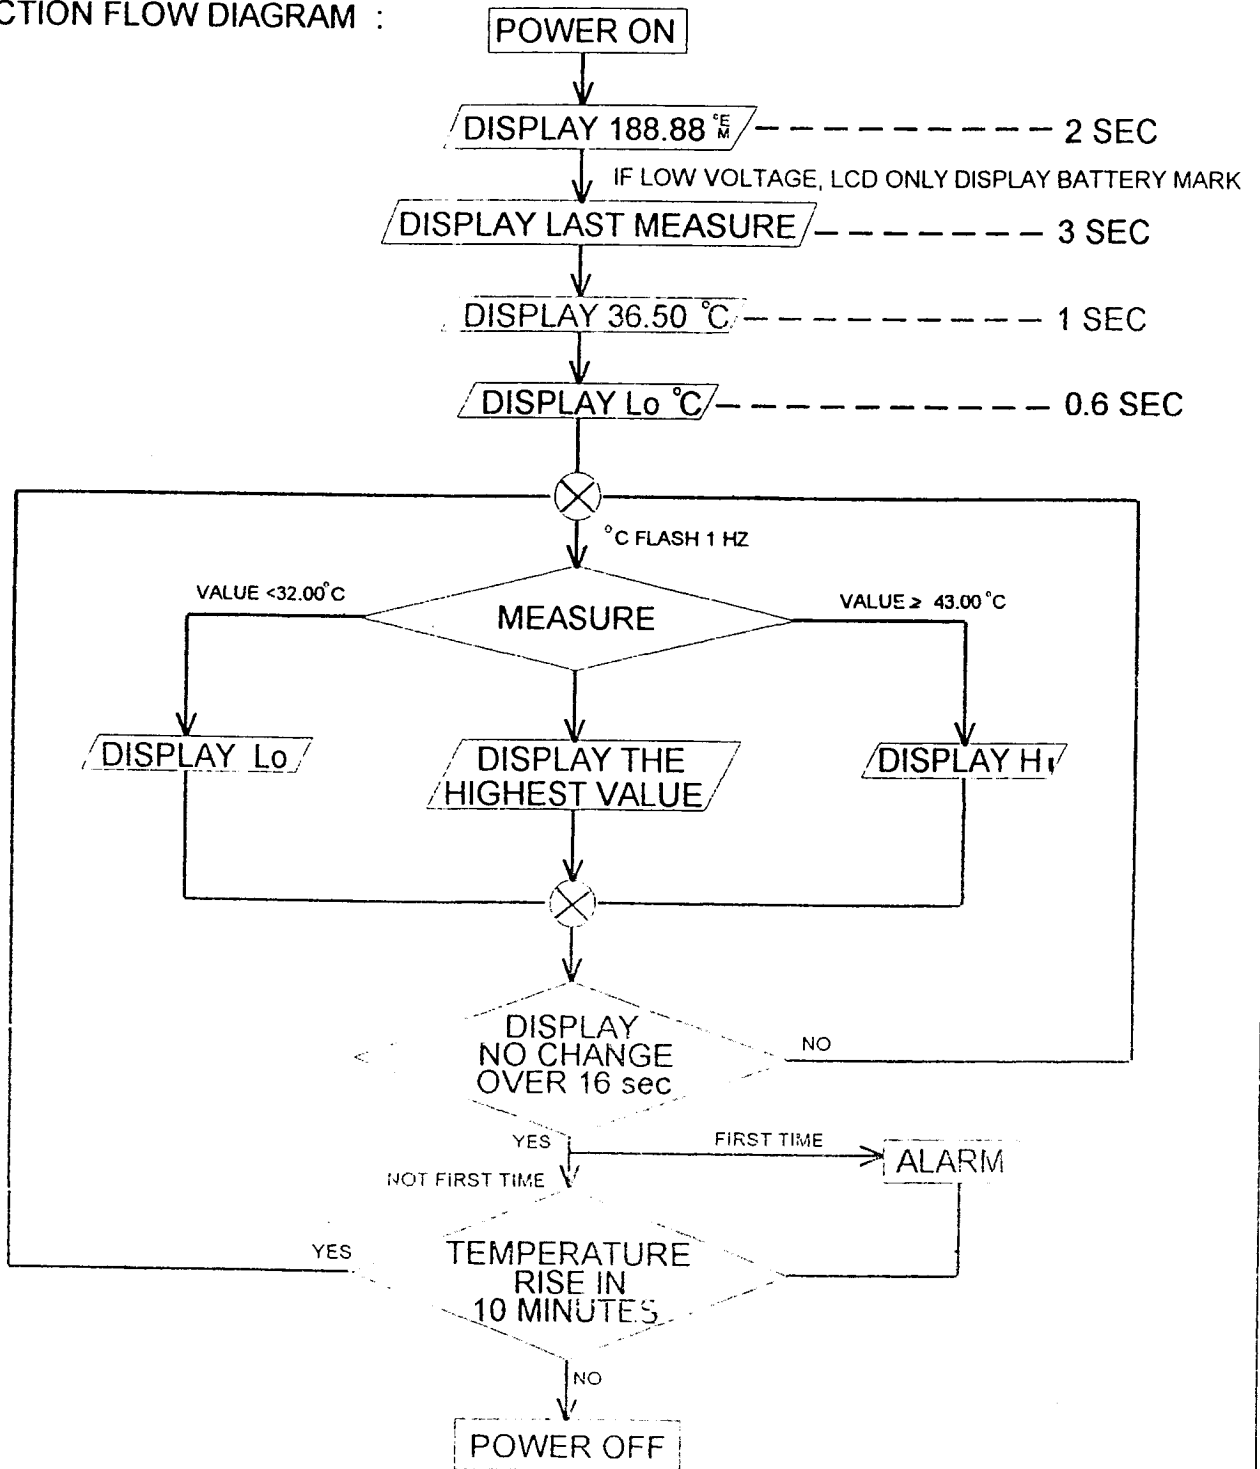 CTION FLOW DIAGRAM :
POWER ON
DISPLAY 188.88 °E M
2 SEC
IF LOW VOLTAGE, LCD ONLY DISPLAY BATTERY MARK
DISPLAY LAST MEASURE
3 SEC
DISPLAY 36.50 °C
1 SEC
DISPLAY Lo °C
0.6 SEC
°C FLASH 1 HZ
VALUE <32.00°C
MEASURE
VALUE ≥ 43.00 °C
DISPLAY Lo
DISPLAY THE
HIGHEST VALUE
DISPLAY Hi
DISPLAY
NO CHANGE
OVER 16 sec
NO
YES
FIRST TIME
ALARM
NOT FIRST TIME
YES
TEMPERATURE
RISE IN
10 MINUTES
NO
POWER OFF